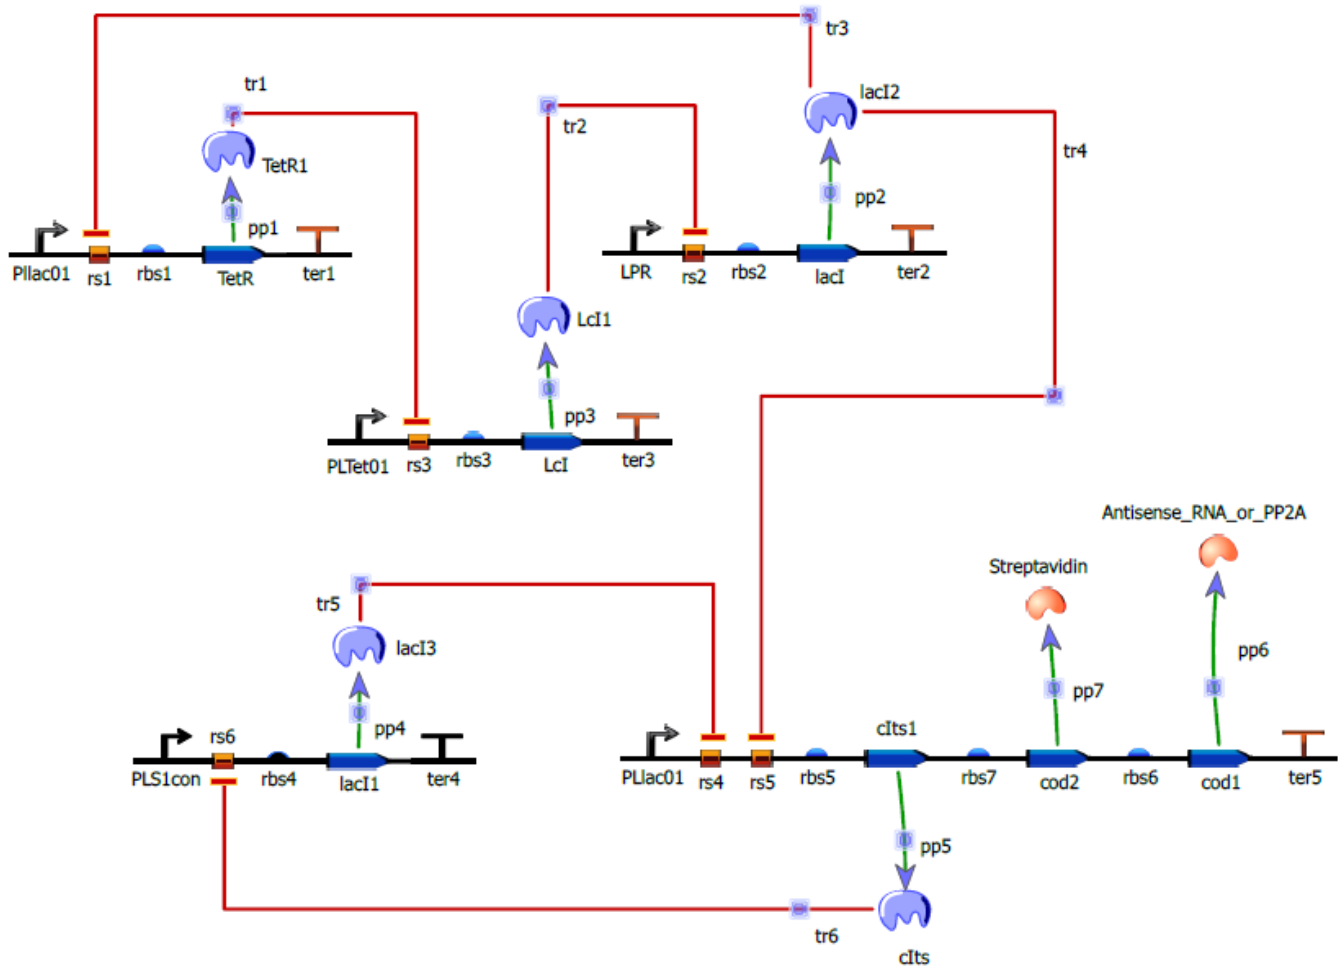 tr3
tr1
lacI2
tr2
tr4
TetR1
pp2
pp1
PIlac01
rs1
rbs1
TetR
ter1
LPR
rs2
rbs2
lacI
ter2
LcI1
pp3
PLTet01
rs3
rbs3
LcI
ter3
Antisense_RNA_or_PP2A
Streptavidin
tr5
lacI3
pp6
pp7
rs6
pp4
cIts1
PLS1con
rbs4
lacI1
ter4
PLlac01
rs4
rs5
rbs5
rbs7
cod2
rbs6
cod1
ter5
pp5
tr6
cIts